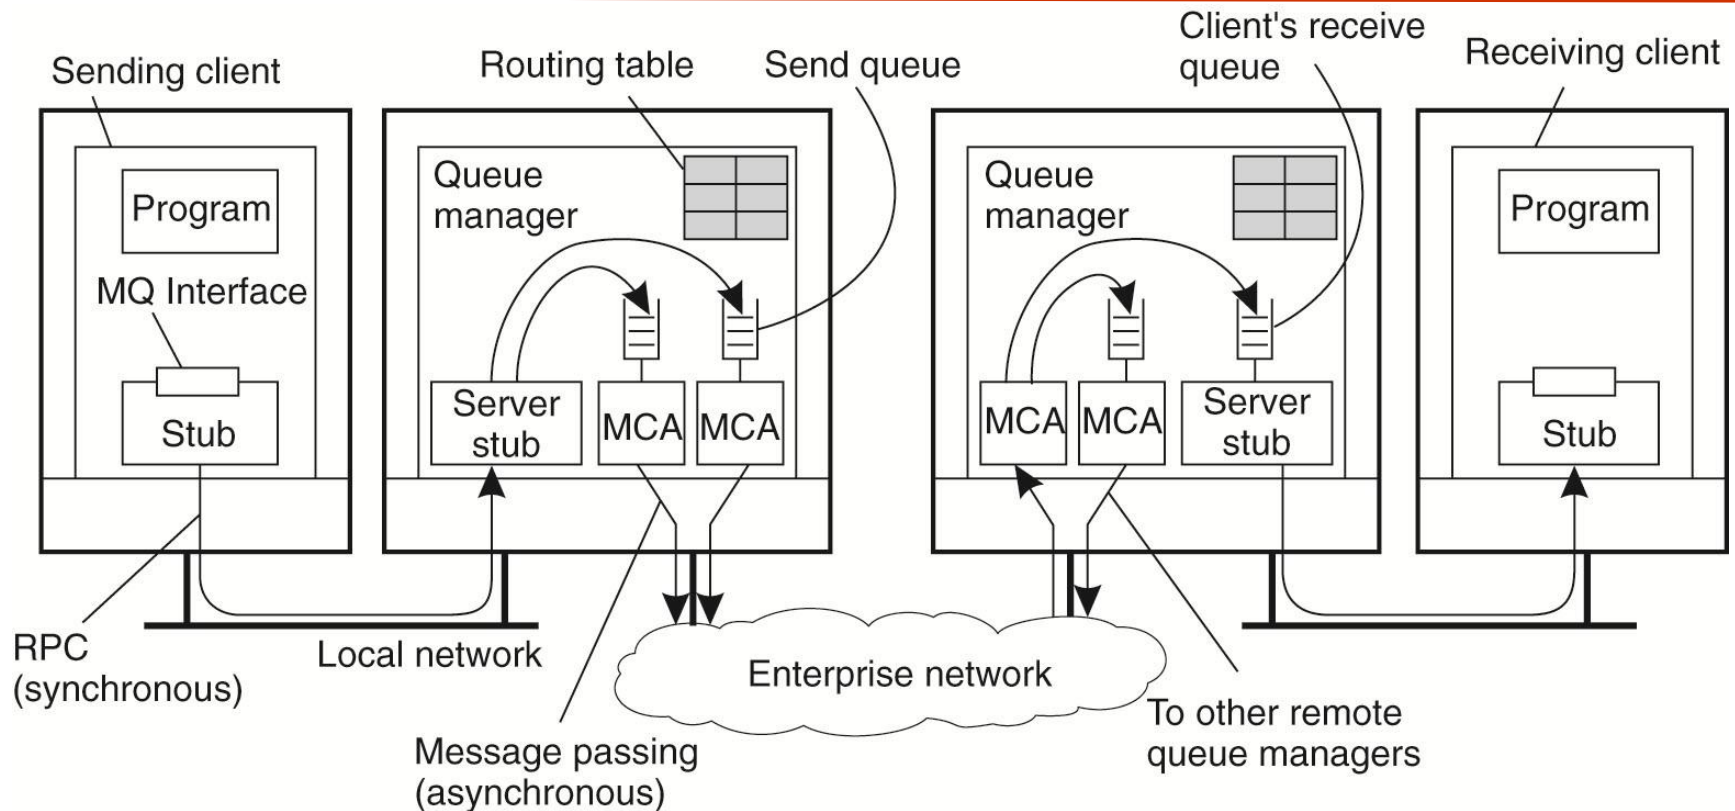 Sending client
Routing table
Send queue
Client's receive
queue
Receiving client
Program
MQ Interface
Stub
Queue
manager
Server
stub
MCA
MCA
Queue
manager
MCA
MCA
Server
stub
Program
Stub
RPC
(synchronous)
Local network
Message passing
(asynchronous)
Enterprise network
To other remote
queue managers